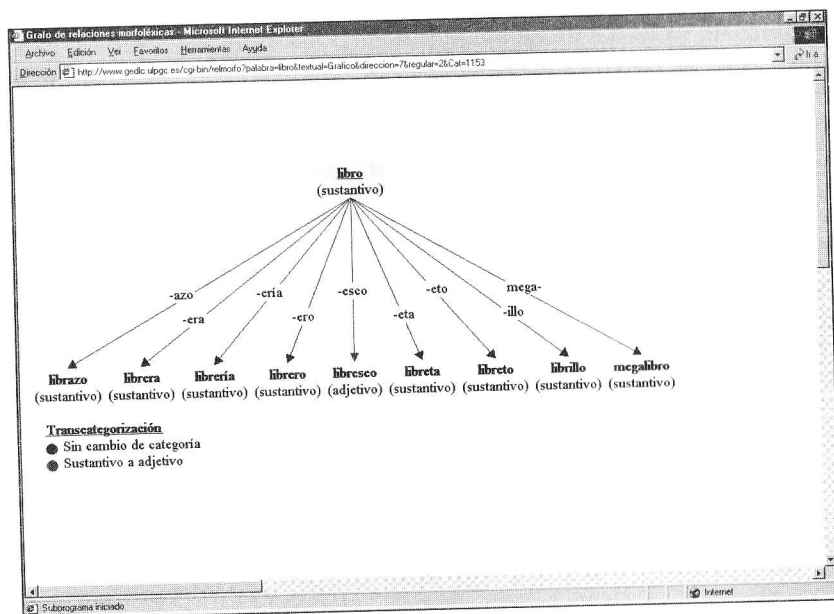 Grafo de relaciones morfoléxicas - Microsoft Internet Explorer
Archivo Edición Ver Favoritos Herramientas Ayuda
Dirección http://www.gedlc.ulpgc.es/cgi-bin/relmorfo?palabra=libro&textual=Grafico&direccion=7&regular=2&Cat=1153 Ir a
libro
(sustantivo)
-azo -ería -esco -eto mega-
-era -ero -eta -illo
librazo librera librería librero libresco libreta libreto librillo megalibro
(sustantivo) (sustantivo) (sustantivo) (sustantivo) (adjetivo) (sustantivo) (sustantivo) (sustantivo) (sustantivo)
Transcategorización
Sin cambio de categoría
Sustantivo a adjetivo
Subprograma iniciado Internet